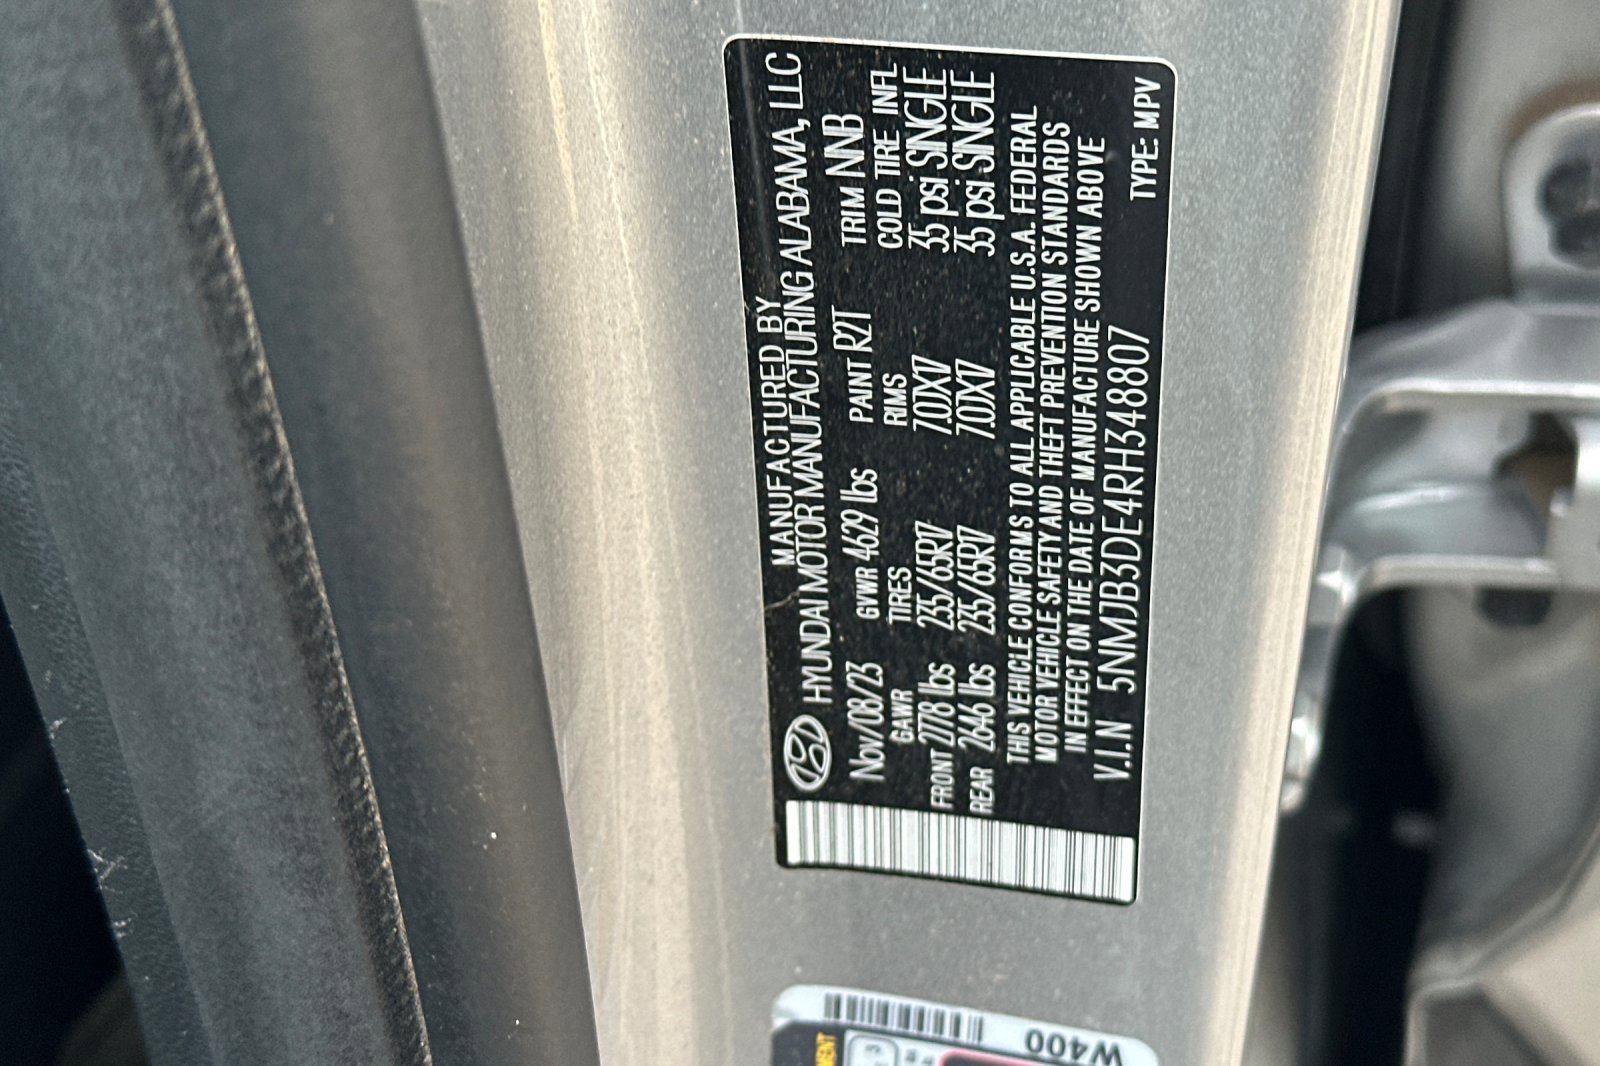 MANUFACTURED BY
HYUNDAI MOTOR MANUFACTURING ALABAMA, LLC
Nov/08/23 GVWR 4629 lbs PAINT R2T TRIM NNB
GAWR TIRES RIMS COLD TIRE INFL
FRONT 2778 lbs 235/65R17 7.0X17 35 psi SINGLE
REAR 2646 lbs 235/65R17 7.0X17 35 psi SINGLE
THIS VEHICLE CONFORMS TO ALL APPLICABLE U.S.A. FEDERAL
MOTOR VEHICLE SAFETY AND THEFT PREVENTION STANDARDS
IN EFFECT ON THE DATE OF MANUFACTURE SHOWN ABOVE
V.I.N 5NMJB3DE4RH348807
TYPE: MPV
W400